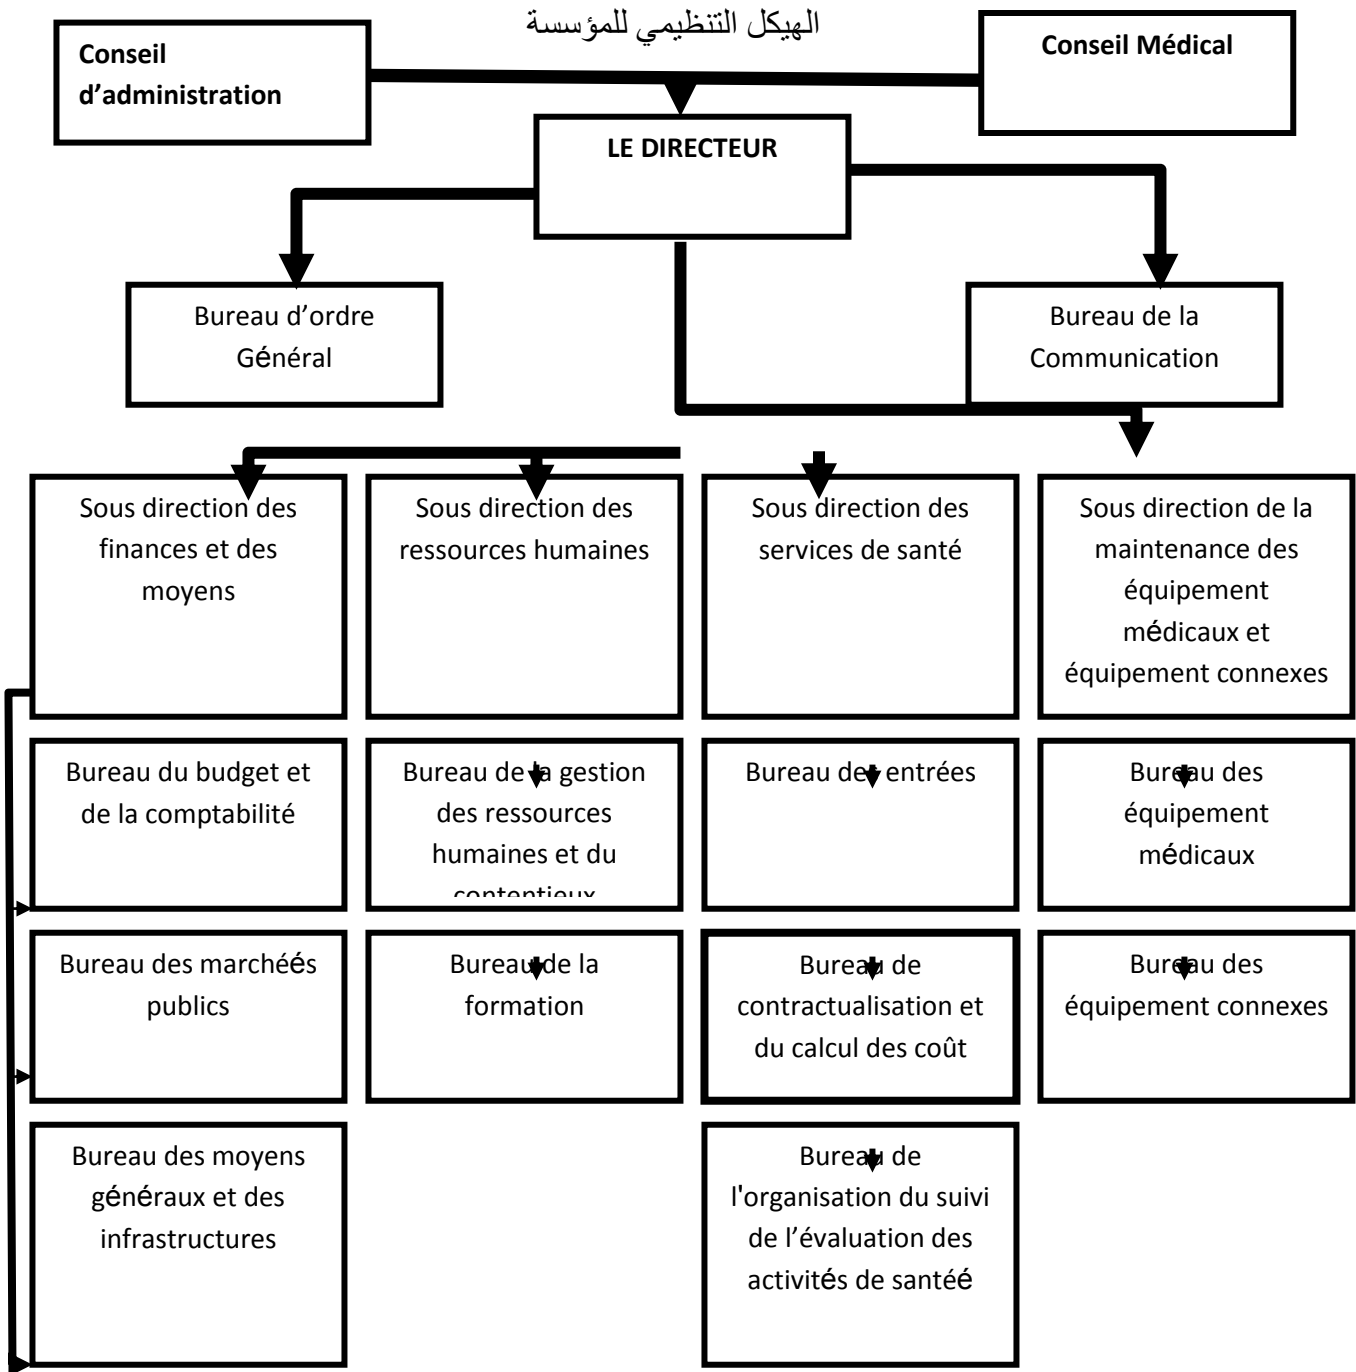 الهيكل التنظيمي للمؤسسة
Conseil
d’administration
Conseil Médical
LE DIRECTEUR
Bureau d’ordre
Général
Bureau de la
Communication
Sous direction des
finances et des
moyens
Sous direction des
ressources humaines
Sous direction des
services de santé
Sous direction de la
maintenance des
équipement
médicaux et
équipement connexes
Bureau du budget et
de la comptabilité
Bureau de la gestion
des ressources
humaines et du
contentieux
Bureau des entrées
Bureau des
équipement
médicaux
Bureau des marchéés
publics
Bureau de la
formation
Bureau de
contractualisation et
du calcul des coût
Bureau des
équipement connexes
Bureau des moyens
généraux et des
infrastructures
Bureau de
l'organisation du suivi
de l’évaluation des
activités de santéé